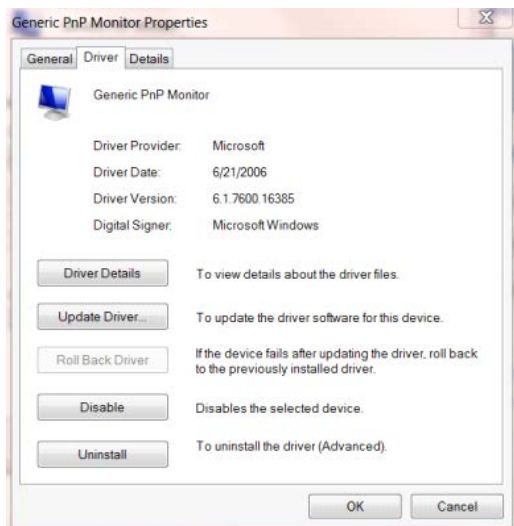 Generic PnP Monitor Properties
General Driver Details
Generic PnP Monitor
Driver Provider: Microsoft
Driver Date: 6/21/2006
Driver Version: 6.1.7600.16385
Digital Signer: Microsoft Windows
Driver Details To view details about the driver files.
Update Driver... To update the driver software for this device.
Roll Back Driver If the device fails after updating the driver, roll back
to the previously installed driver.
Disable Disables the selected device.
Uninstall To uninstall the driver (Advanced).
OK Cancel